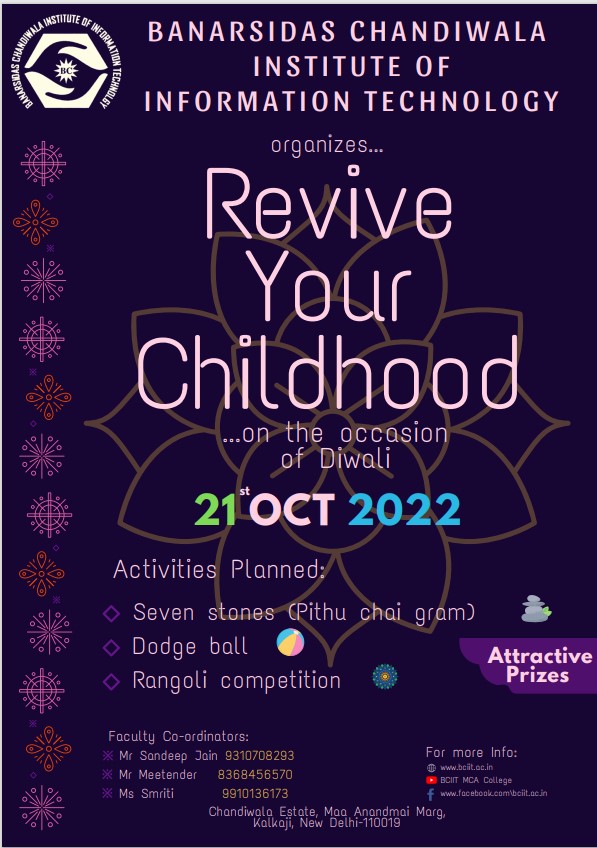 BANARSIDAS CHANDIWALA INSTITUTE OF INFORMATION TECHNOLOGY
BC
BANARSIDAS CHANDIWALA
INSTITUTE OF
INFORMATION TECHNOLOGY
organizes...
Revive
Your
Childhood
...on the occasion
of Diwali
21st OCT 2022
Activities Planned:
Seven stones (Pithu chai gram)
Dodge ball
Rangoli competition
Attractive
Prizes
Faculty Co-ordinators:
Mr Sandeep Jain 9310708293
Mr Meetender 8368456570
Ms Smriti 9910136173
For more Info:
www.bciit.ac.in
BCIIT MCA College
www.facebook.com\bciit.ac.in
Chandiwala Estate, Maa Anandmai Marg,
Kalkaji, New Delhi-110019